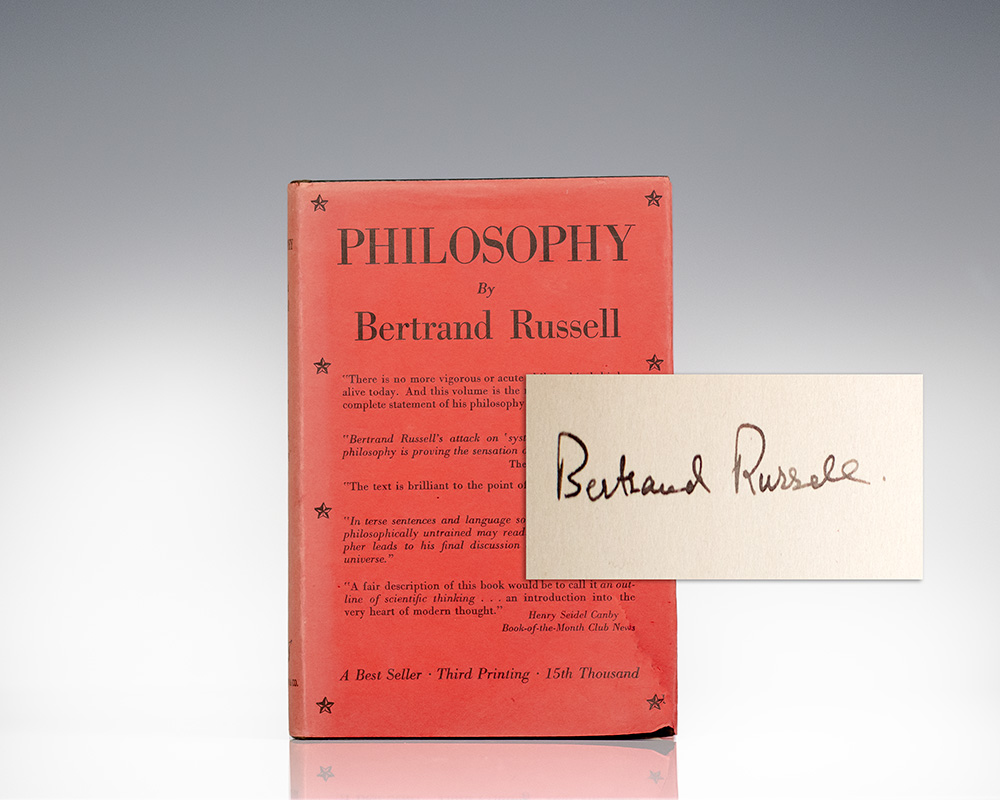 PHILOSOPHY
By
Bertrand Russell
"There is no more vigorous or acute
alive today. And this volume is the
complete statement of his philosophy
"Bertrand Russell's attack on
philosophy is proving the sensation
The
"The text is brilliant to the point of
"In terse sentences and language so
philosophically untrained may read
pher leads to his final discussion
universe."
"A fair description of this book would be to call it an out-
line of scientific thinking . . . an introduction into the
very heart of modern thought."
Henry Seidel Canby
Book-of-the-Month Club News
A Best Seller · Third Printing · 15th Thousand
Bertrand Russell.